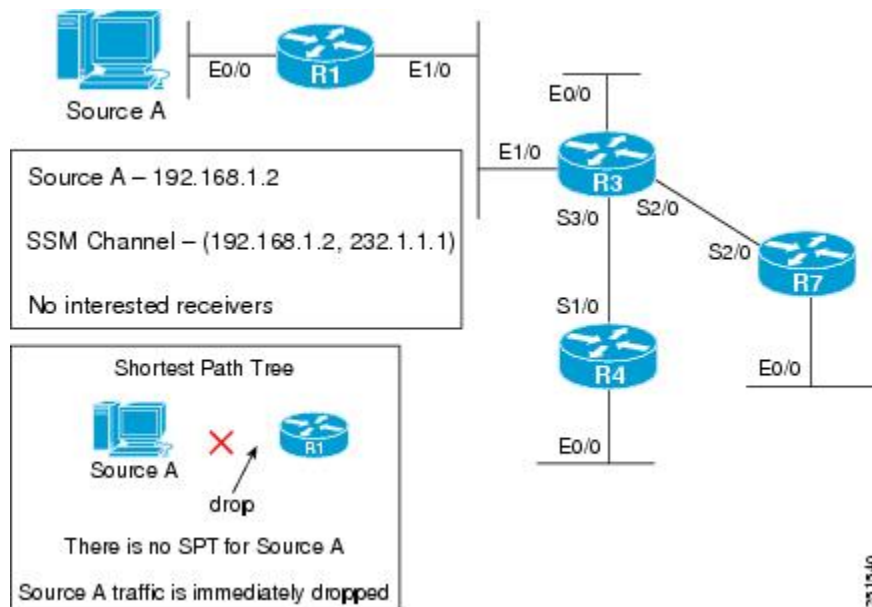 E0/0
R1
E1/0
Source A
E0/0
E1/0
R3
S3/0
S2/0
S2/0
R7
Source A – 192.168.1.2
SSM Channel – (192.168.1.2, 232.1.1.1)
No interested receivers
S1/0
R4
E0/0
E0/0
Shortest Path Tree
R1
Source A
drop
There is no SPT for Source A
Source A traffic is immediately dropped